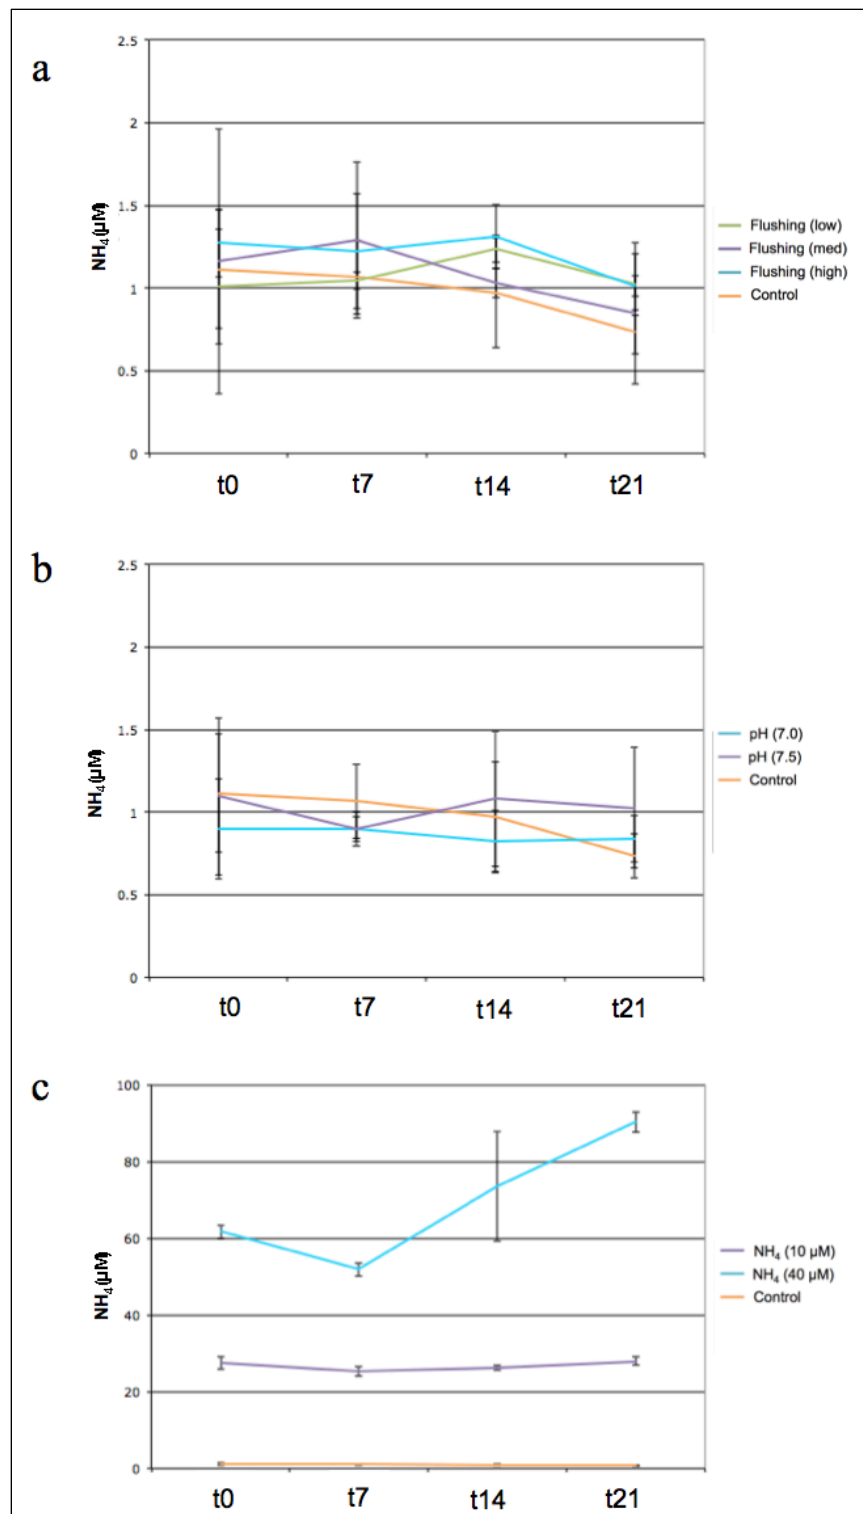 a
2.5
2
1.5
1
0.5
0
NH₄ (µM)
t0 t7 t14 t21
Flushing (low)
Flushing (med)
Flushing (high)
Control
b
2.5
2
1.5
1
0.5
0
NH₄ (µM)
t0 t7 t14 t21
pH (7.0)
pH (7.5)
Control
c
100
80
60
40
20
0
NH₄ (µM)
t0 t7 t14 t21
NH₄ (10 µM)
NH₄ (40 µM)
Control